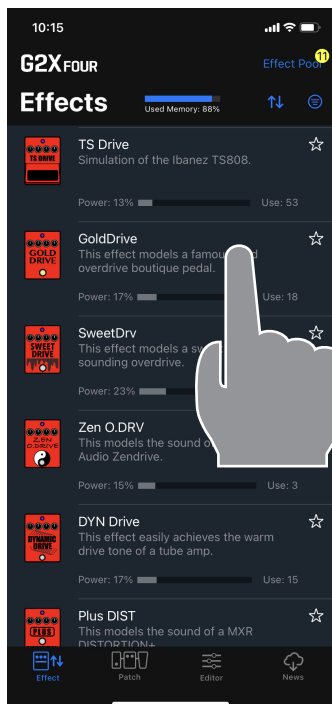 10:15
G2X FOUR
Effect Pool
11
Effects
Used Memory: 88%
TS DRIVE
TS Drive
Simulation of the Ibanez TS808.
Power: 13%
Use: 53
GOLD
DRIVE
GoldDrive
This effect models a famous
overdrive boutique pedal.
Power: 17%
Use: 18
SWEET
DRIVE
SweetDrv
This effect models a
sounding overdrive.
Power: 23%
ZEN
O.DRIVE
Zen O.DRV
This models the sound
Audio Zendrive.
Power: 15%
Use: 3
DYNAMIC
DRIVE
DYN Drive
This effect easily achieves the warm
drive tone of a tube amp.
Power: 17%
Use: 15
PLUS
Plus DIST
This models the sound of a MXR
DISTORTION+
Effect
Patch
Editor
News